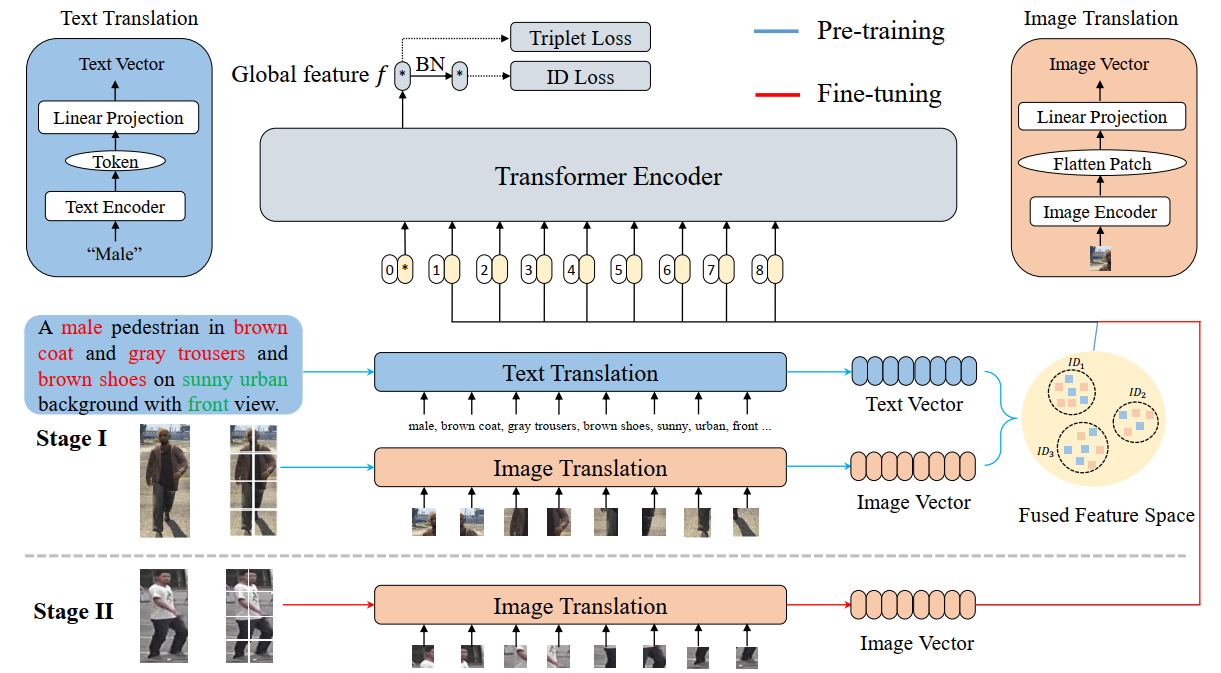 Text Translation
Text Vector
Linear Projection
Token
Text Encoder
“Male”
Global feature f
*
BN
*
Triplet Loss
ID Loss
Pre-training
Fine-tuning
Image Translation
Image Vector
Linear Projection
Flatten Patch
Image Encoder
Transformer Encoder
0 * 1 2 3 4 5 6 7 8
A male pedestrian in brown
coat and gray trousers and
brown shoes on sunny urban
background with front view.
Text Translation
Text Vector
male, brown coat, gray trousers, brown shoes, sunny, urban, front ...
Stage I
Image Translation
Image Vector
ID1
ID2
ID3
Fused Feature Space
Stage II
Image Translation
Image Vector